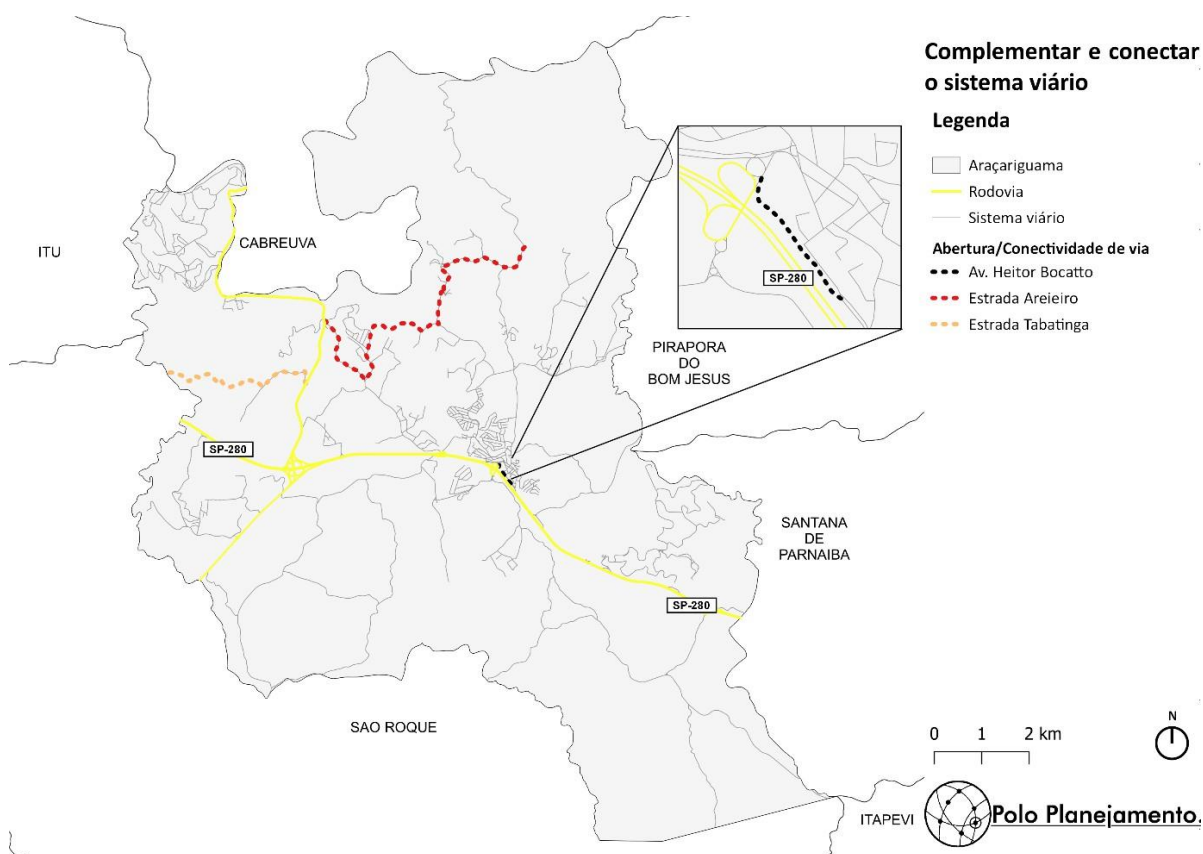 Complementar e conectar
o sistema viário
Legenda
Araçariguama
Rodovia
Sistema viário
Abertura/Conectividade de via
Av. Heitor Bocatto
Estrada Areieiro
Estrada Tabatinga
ITU
CABREUVA
SP-280
PIRAPORA
DO
BOM JESUS
SP-280
SANTANA
DE
PARNAIBA
SP-280
SAO ROQUE
ITAPEVI
0 1 2 km
N
Polo Planejamento.